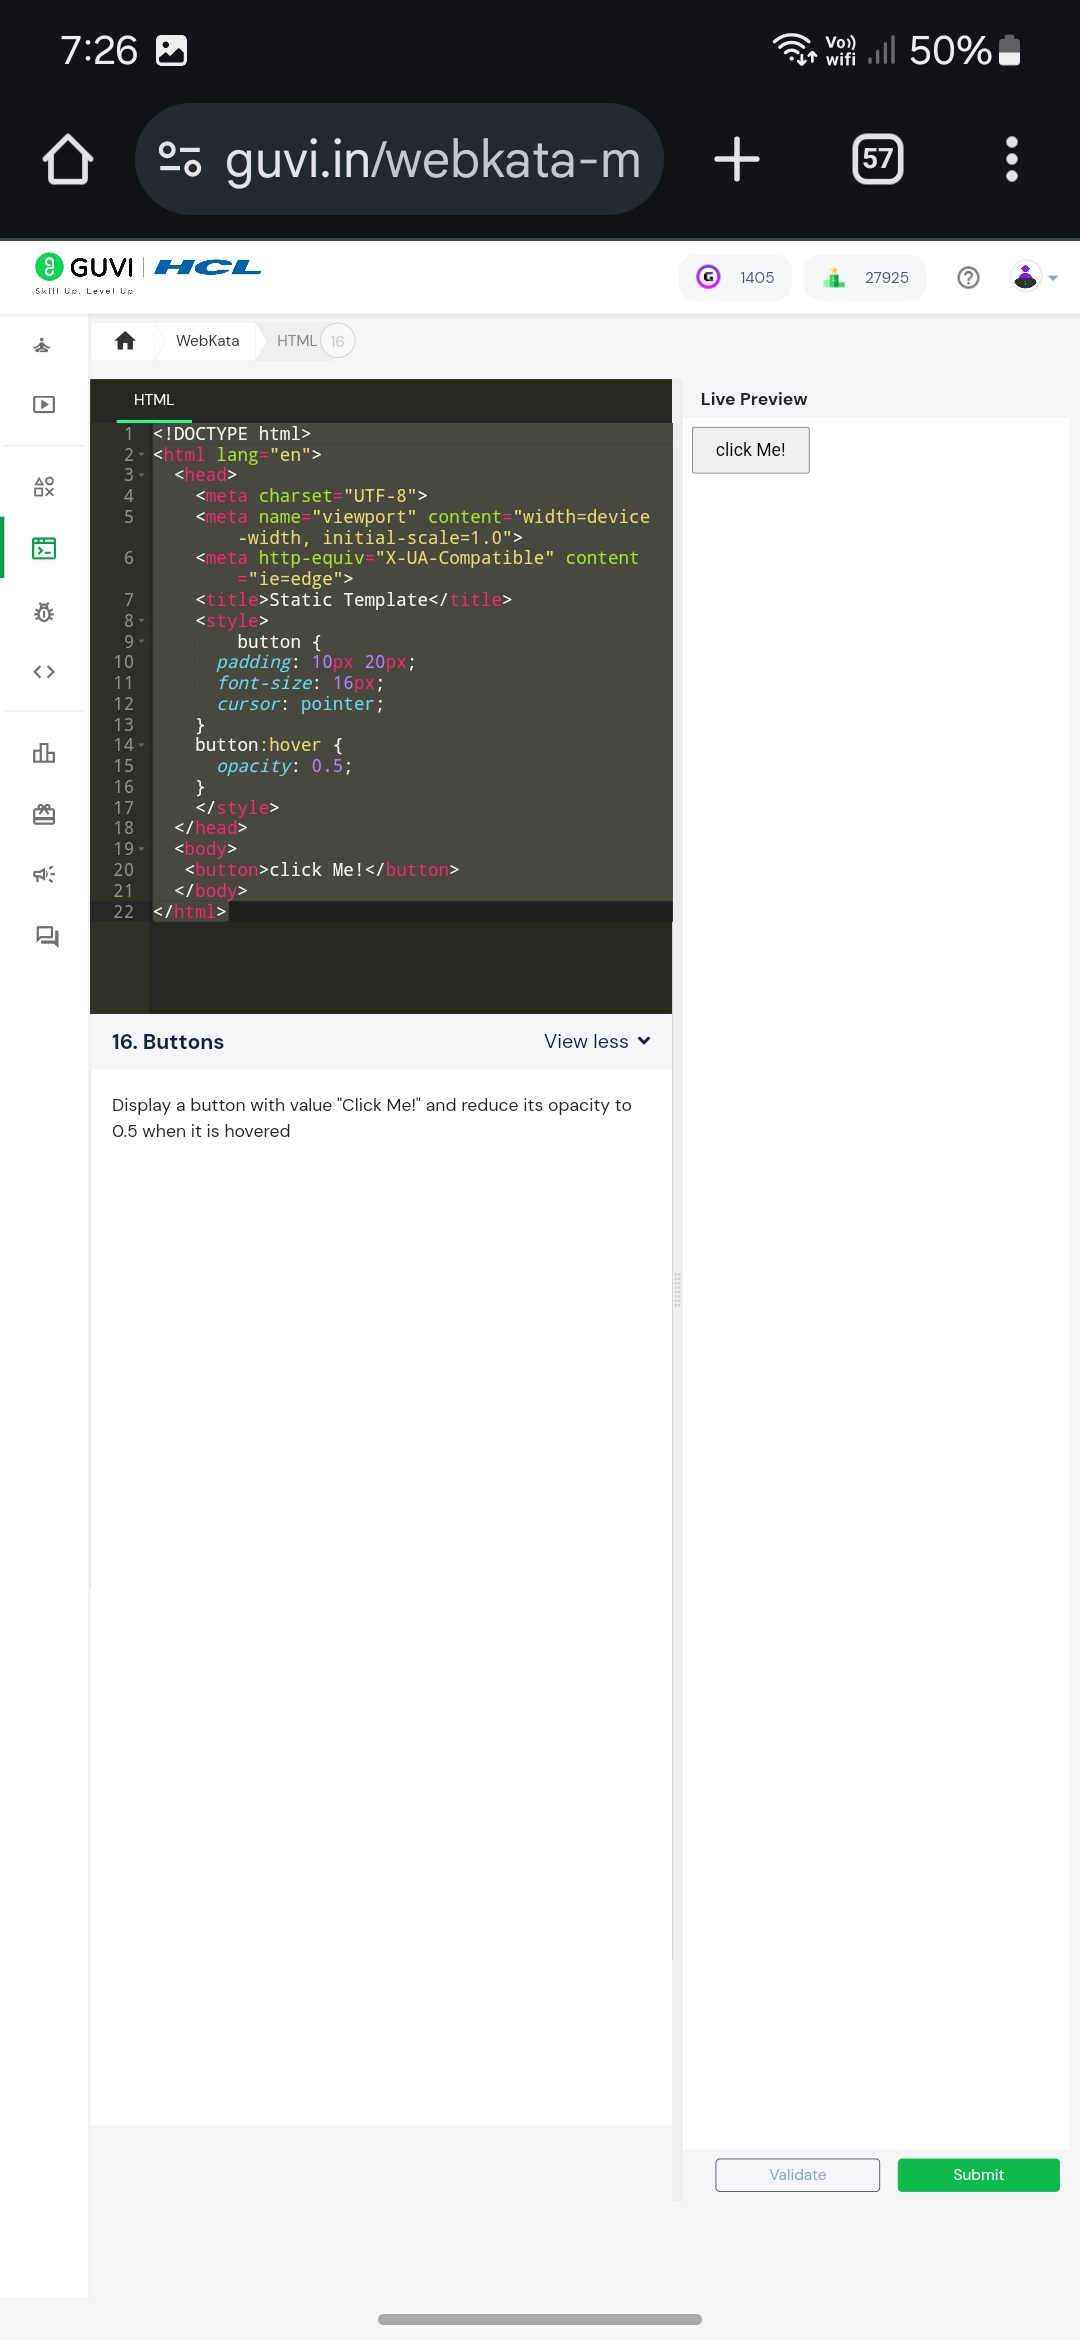 7:26
Vo)) wifi
50%
guvi.in/webkata-m
57
GUVI | HCL
Skill Up. Level Up
G 1405
27925
WebKata
HTML 16
HTML
1 <!DOCTYPE html>
2 <html lang="en">
3 <head>
4 <meta charset="UTF-8">
5 <meta name="viewport" content="width=device
-width, initial-scale=1.0">
6 <meta http-equiv="X-UA-Compatible" content
="ie=edge">
7 <title>Static Template</title>
8 <style>
9 button {
10 padding: 10px 20px;
11 font-size: 16px;
12 cursor: pointer;
13 }
14 button:hover {
15 opacity: 0.5;
16 }
17 </style>
18 </head>
19 <body>
20 <button>click Me!</button>
21 </body>
22 </html>
Live Preview
click Me!
16. Buttons
View less
Display a button with value "Click Me!" and reduce its opacity to
0.5 when it is hovered
Validate
Submit